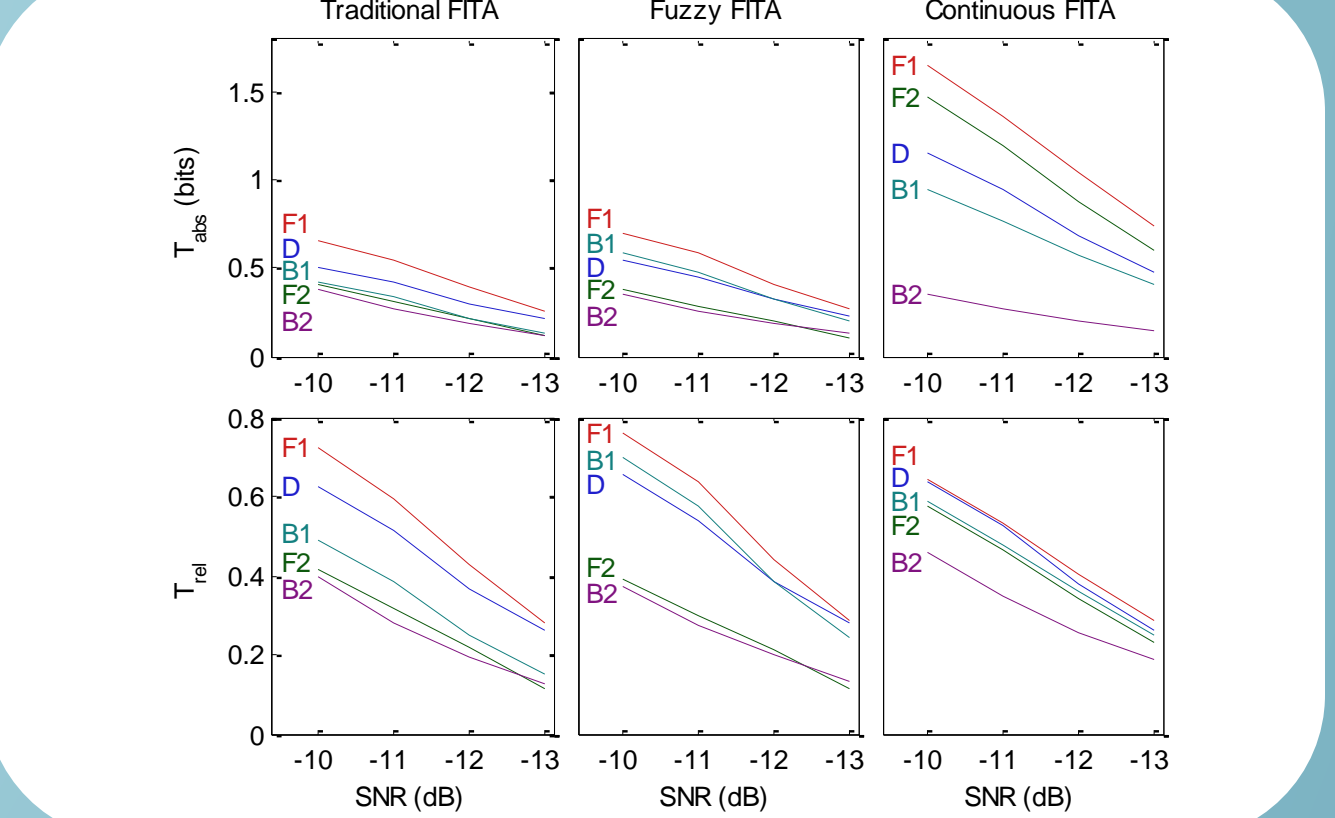 Traditional FITA
Fuzzy FITA
Continuous FITA
T_abs (bits)
1.5
1
0.5
0
F1
D
B1
F2
B2
-10 -11 -12 -13
F1
B1
D
F2
B2
-10 -11 -12 -13
F1
F2
D
B1
B2
-10 -11 -12 -13
T_rel
0.8
0.6
0.4
0.2
0
F1
D
B1
F2
B2
-10 -11 -12 -13
SNR (dB)
F1
B1
D
F2
B2
-10 -11 -12 -13
SNR (dB)
F1
D
B1
F2
B2
-10 -11 -12 -13
SNR (dB)